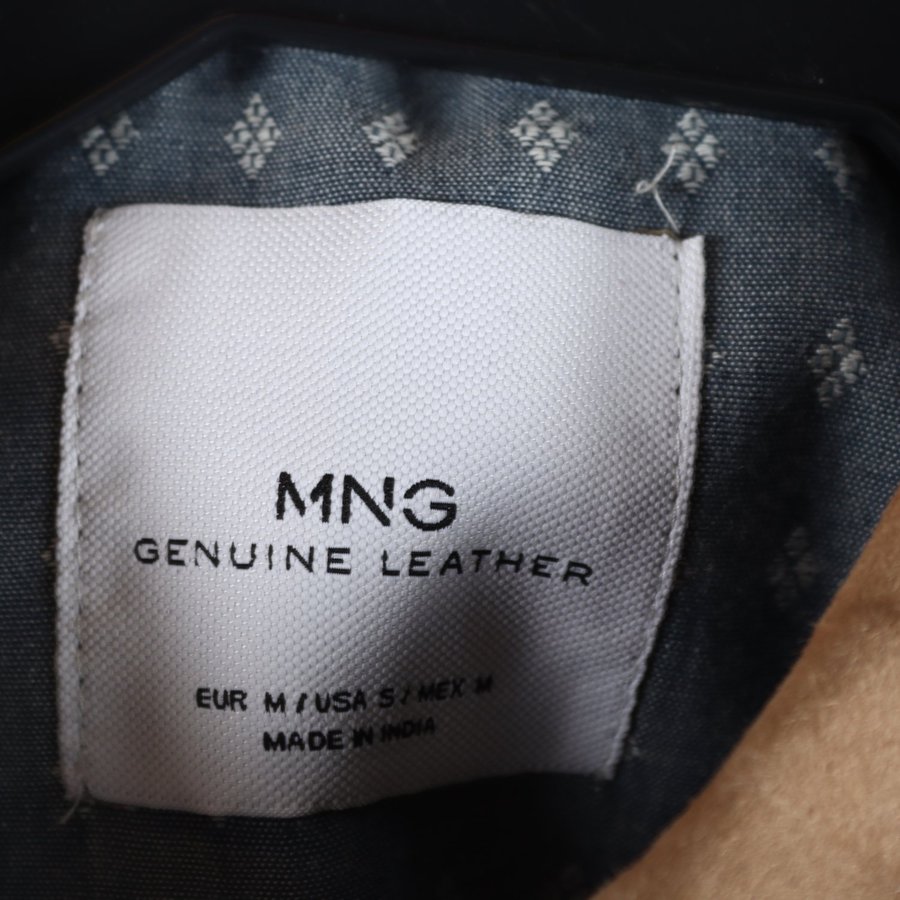 MNG
GENUINE LEATHER
EUR M / USA S / MEX M
MADE IN INDIA